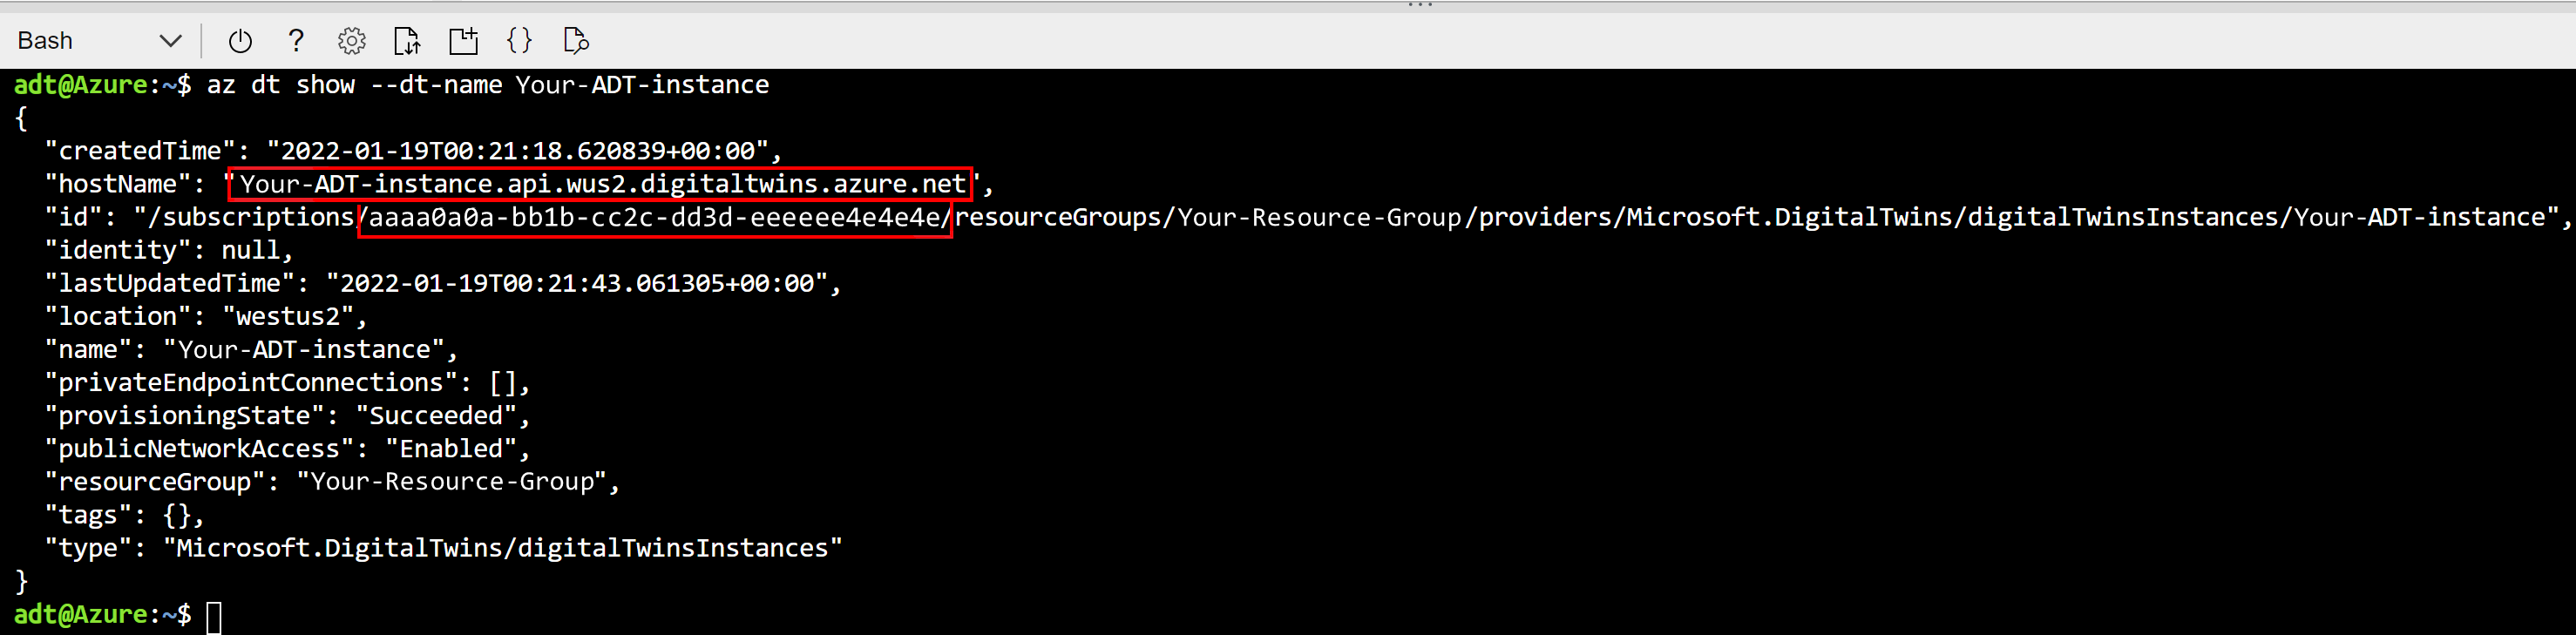 Bash
adt@Azure:~$ az dt show --dt-name Your-ADT-instance
{
"createdTime": "2022-01-19T00:21:18.620839+00:00",
"hostName": "Your-ADT-instance.api.wus2.digitaltwins.azure.net",
"id": "/subscriptions/aaaa0a0a-bb1b-cc2c-dd3d-eeeeee4e4e4e/resourceGroups/Your-Resource-Group/providers/Microsoft.DigitalTwins/digitalTwinsInstances/Your-ADT-instance",
"identity": null,
"lastUpdatedTime": "2022-01-19T00:21:43.061305+00:00",
"location": "westus2",
"name": "Your-ADT-instance",
"privateEndpointConnections": [],
"provisioningState": "Succeeded",
"publicNetworkAccess": "Enabled",
"resourceGroup": "Your-Resource-Group",
"tags": {},
"type": "Microsoft.DigitalTwins/digitalTwinsInstances"
}
adt@Azure:~$